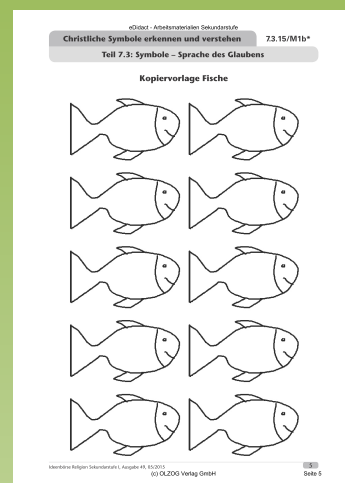 eDidact - Arbeitsmaterialien Sekundarstufe
Christliche Symbole erkennen und verstehen 7.3.15/M1b*
Teil 7.3: Symbole – Sprache des Glaubens
Kopiervorlage Fische
Ideenbörse Religion Sekundarstufe I, Ausgabe 49, 05/2015 5
(c) OLZOG Verlag GmbH Seite 5